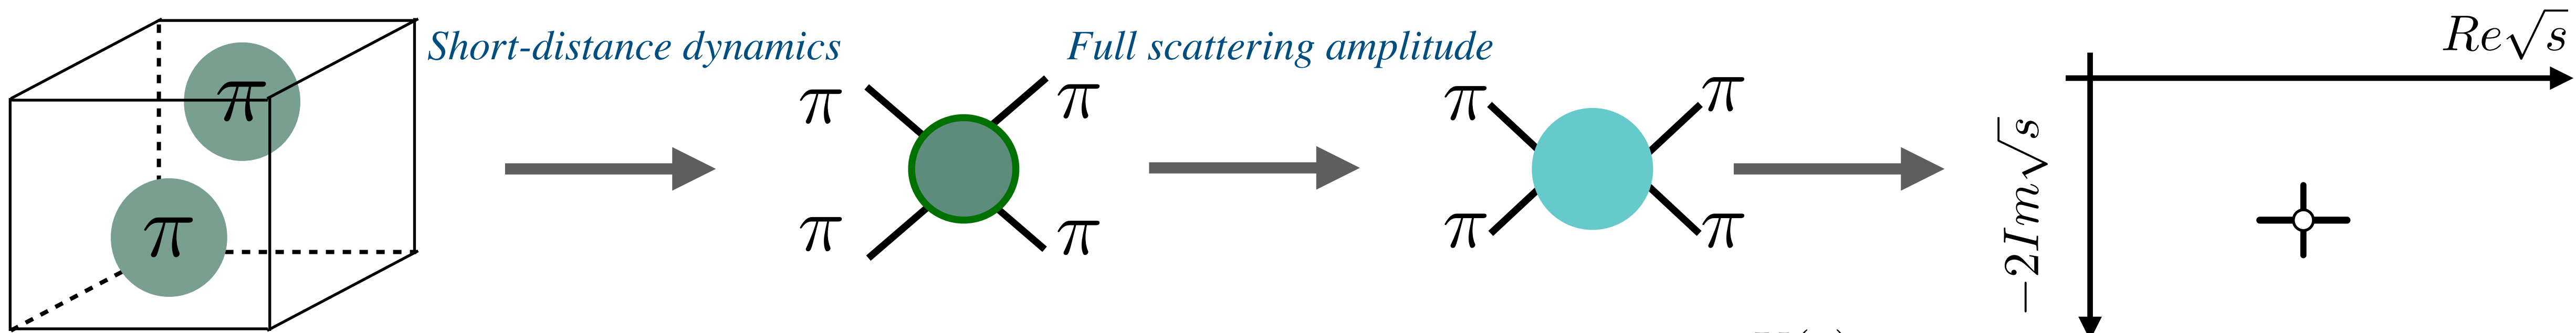 Short-distance dynamics
Full scattering amplitude
Re√s
π
π
π
π
π
π
π
π
π
π
−2Im√s